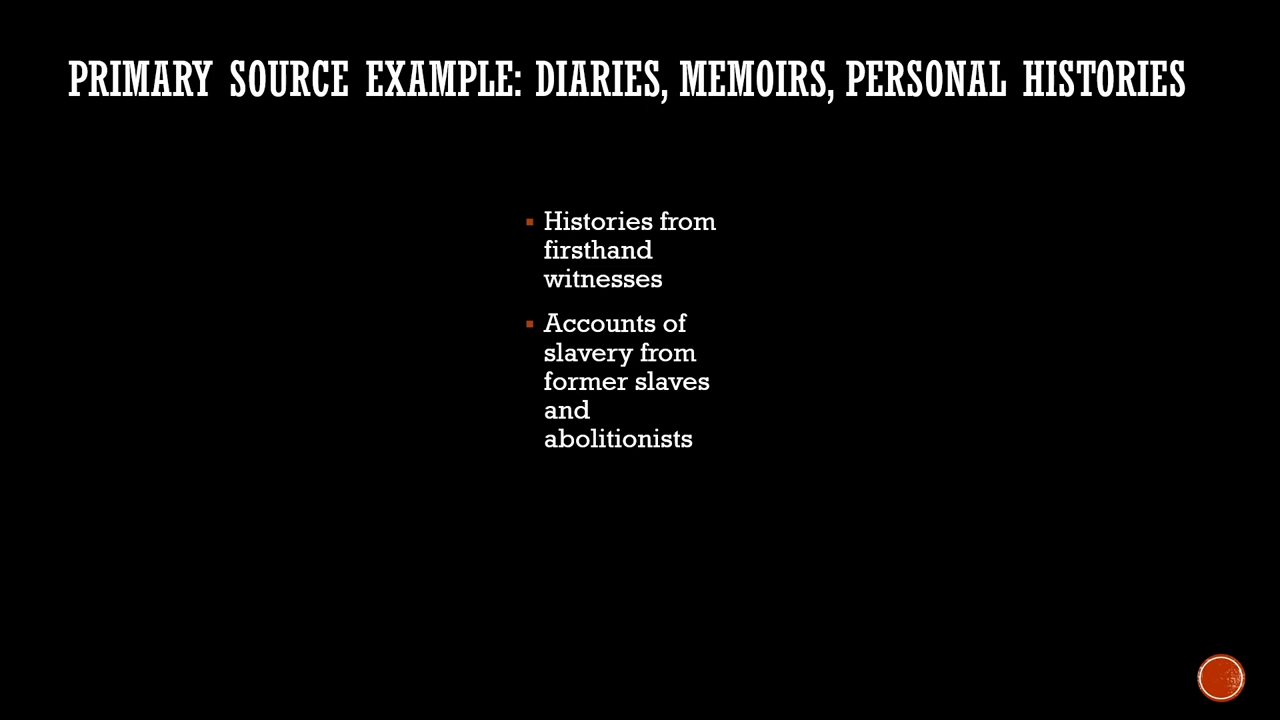 PRIMARY SOURCE EXAMPLE: DIARIES, MEMOIRS, PERSONAL HISTORIES
▪ Histories from
firsthand
witnesses
▪ Accounts of
slavery from
former slaves
and
abolitionists